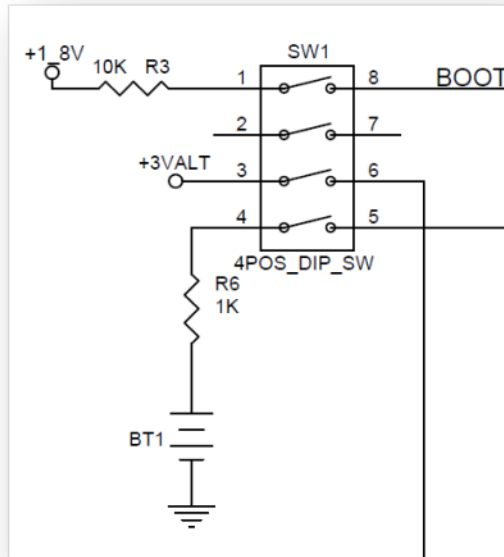 SW1
+1_8V
10K R3
1 8 BOOT
2 7
+3VALT
3 6
4 5
4POS_DIP_SW
R6
1K
BT1